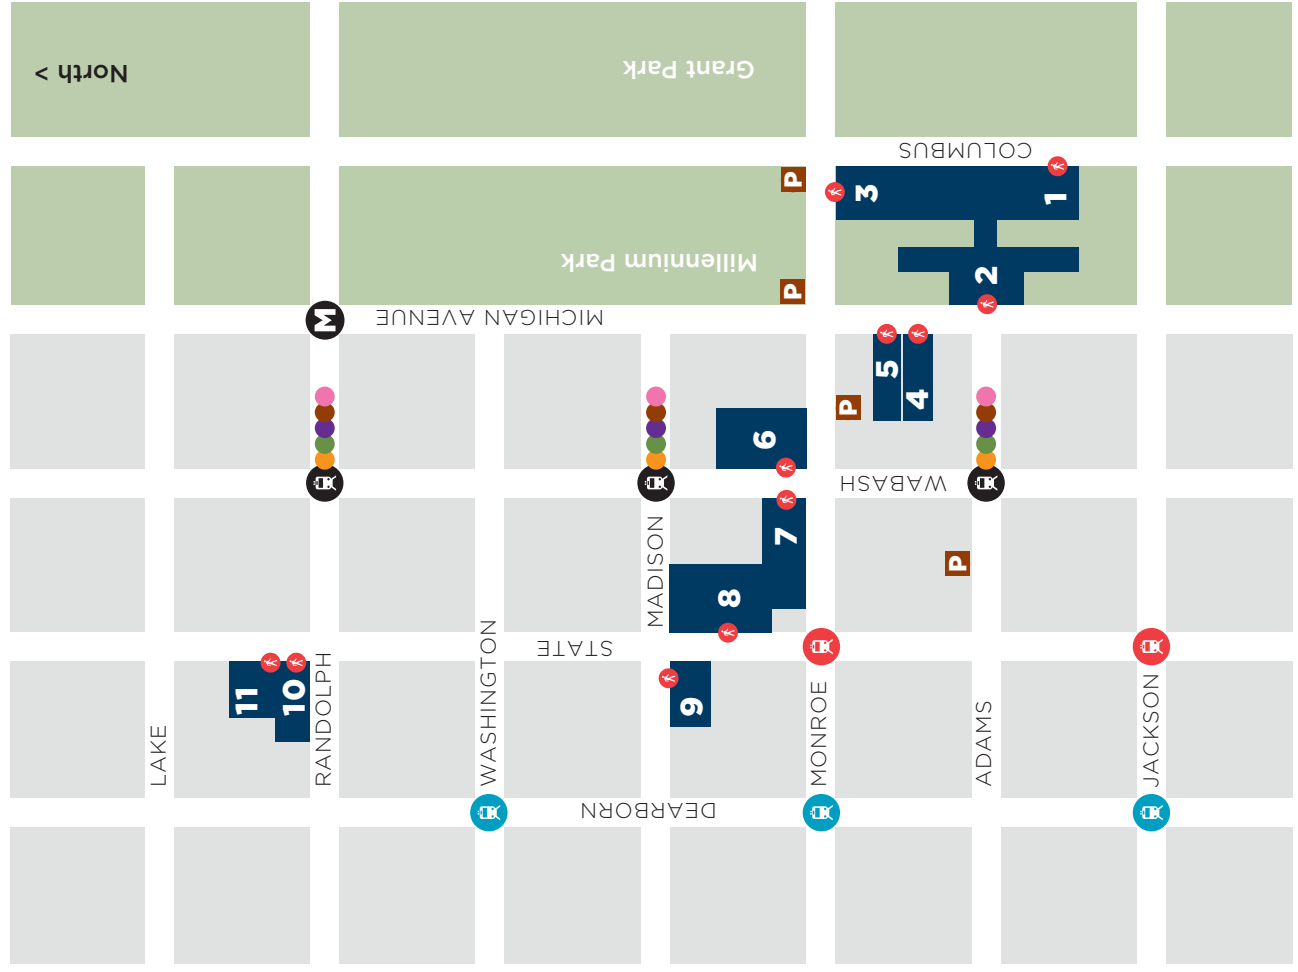 North >
Grant Park
COLUMBUS
P
3
1
Millennium Park
2
P
M
MICHIGAN AVENUE
5
4
P
6
WABASH
7
MADISON
P
8
STATE
11
10
RANDOLPH
WASHINGTON
9
MONROE
ADAMS
JACKSON
LAKE
DEARBORN